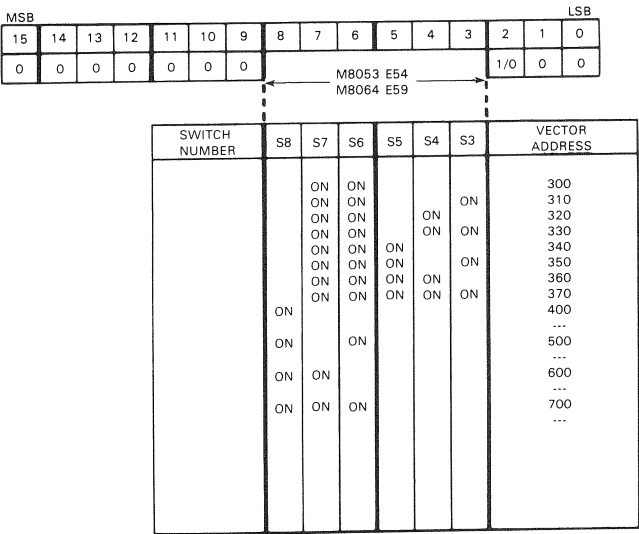 MSB LSB
15 14 13 12 11 10 9 8 7 6 5 4 3 2 1 0
0 0 0 0 0 0 0 1/0 0 0
M8053 E54
M8064 E59
SWITCH NUMBER S8 S7 S6 S5 S4 S3 VECTOR ADDRESS
ON ON 300
ON ON ON 310
ON ON ON 320
ON ON ON ON 330
ON ON ON 340
ON ON ON ON 350
ON ON ON ON 360
ON ON ON ON ON 370
ON 400
---
ON ON 500
---
ON ON 600
---
ON ON ON 700
---